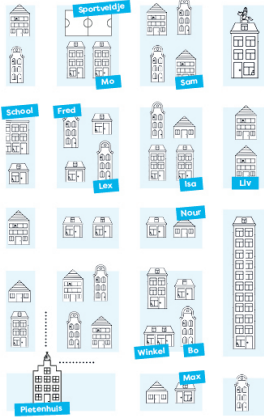 Sportveldje
Mo
Sam
School
Fred
Lex
Isa
Liv
Nour
Winkel
Bo
Max
Pietenhuis